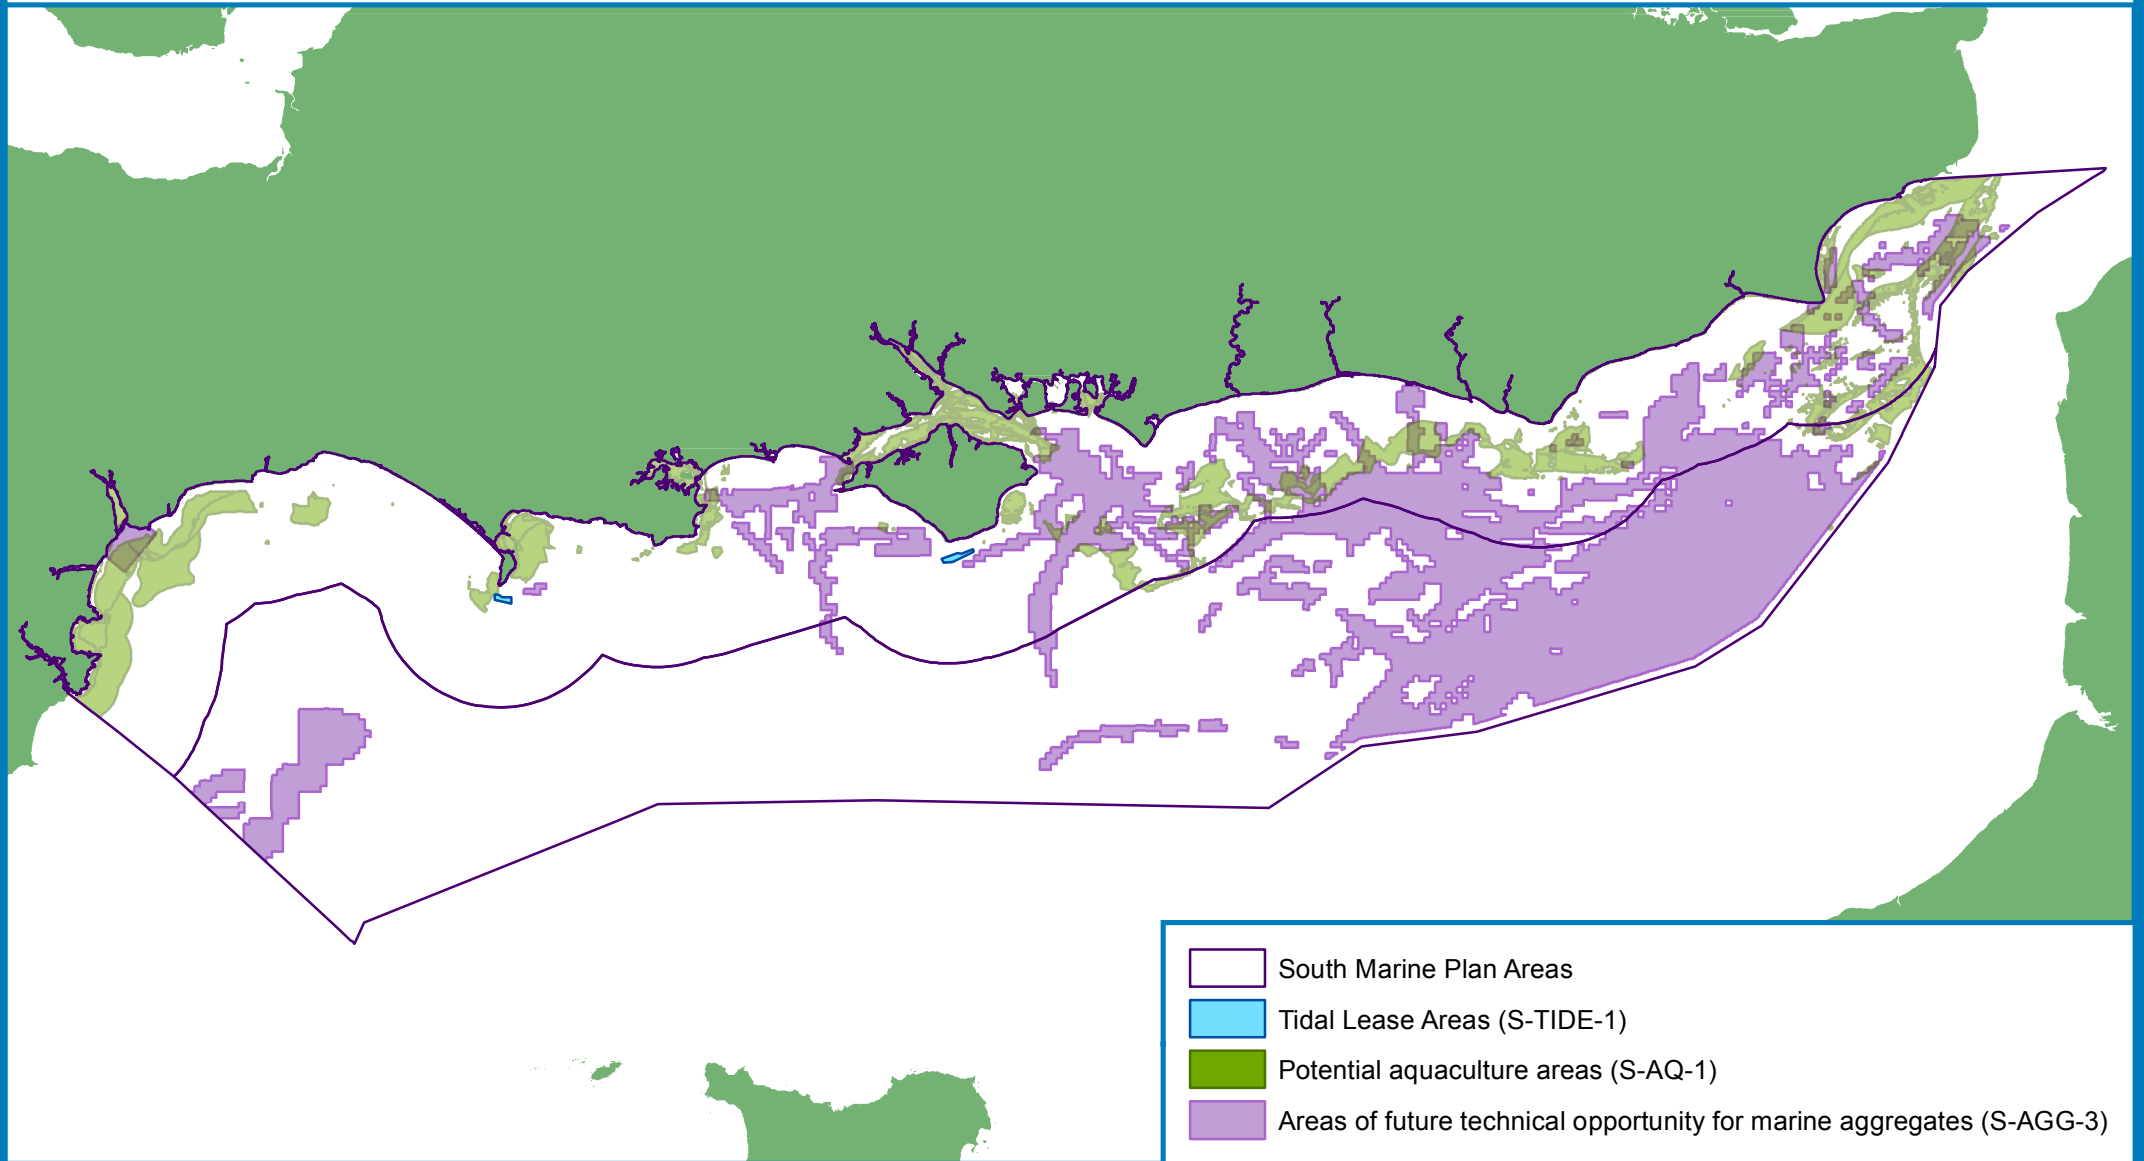 South Marine Plan Areas
Tidal Lease Areas (S-TIDE-1)
Potential aquaculture areas (S-AQ-1)
Areas of future technical opportunity for marine aggregates (S-AGG-3)